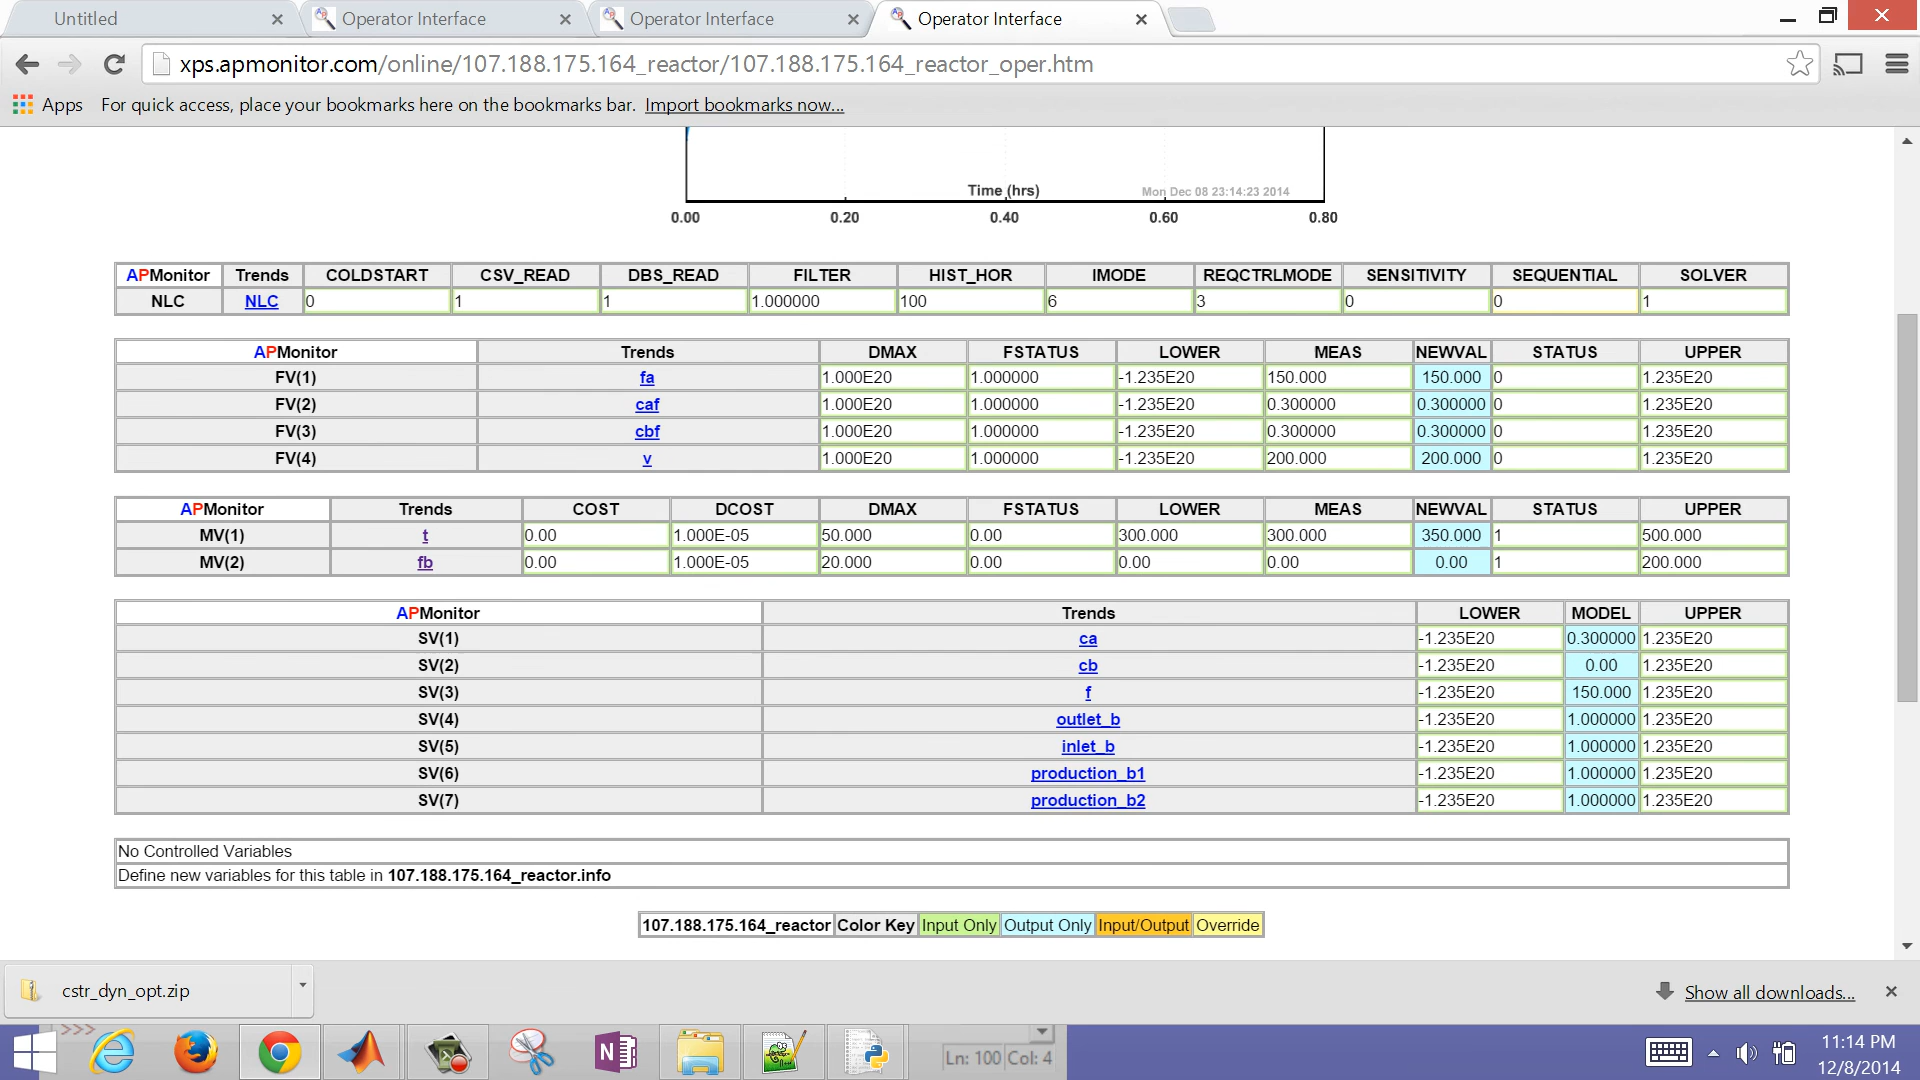 Untitled
Operator Interface
Operator Interface
Operator Interface
xps.apmonitor.com/online/107.188.175.164_reactor/107.188.175.164_reactor_oper.htm
Apps For quick access, place your bookmarks here on the bookmarks bar. Import bookmarks now...
Time (hrs) Mon Dec 08 23:14:23 2014
0.00 0.20 0.40 0.60 0.80
APMonitor Trends COLDSTART CSV_READ DBS_READ FILTER HIST_HOR IMODE REQCTRLMODE SENSITIVITY SEQUENTIAL SOLVER
NLC NLC 0 1 1 1.000000 100 6 3 0 0 1
APMonitor Trends DMAX FSTATUS LOWER MEAS NEWVAL STATUS UPPER
FV(1) fa 1.000E20 1.000000 -1.235E20 150.000 150.000 0 1.235E20
FV(2) caf 1.000E20 1.000000 -1.235E20 0.300000 0.300000 0 1.235E20
FV(3) cbf 1.000E20 1.000000 -1.235E20 0.300000 0.300000 0 1.235E20
FV(4) v 1.000E20 1.000000 -1.235E20 200.000 200.000 0 1.235E20
APMonitor Trends COST DCOST DMAX FSTATUS LOWER MEAS NEWVAL STATUS UPPER
MV(1) t 0.00 1.000E-05 50.000 0.00 300.000 300.000 350.000 1 500.000
MV(2) fb 0.00 1.000E-05 20.000 0.00 0.00 0.00 0.00 1 200.000
APMonitor Trends LOWER MODEL UPPER
SV(1) ca -1.235E20 0.300000 1.235E20
SV(2) cb -1.235E20 0.00 1.235E20
SV(3) f -1.235E20 150.000 1.235E20
SV(4) outlet_b -1.235E20 1.000000 1.235E20
SV(5) inlet_b -1.235E20 1.000000 1.235E20
SV(6) production_b1 -1.235E20 1.000000 1.235E20
SV(7) production_b2 -1.235E20 1.000000 1.235E20
No Controlled Variables
Define new variables for this table in 107.188.175.164_reactor.info
107.188.175.164_reactor Color Key Input Only Output Only Input/Output Override
cstr_dyn_opt.zip
Show all downloads...
>>>
Ln: 100 Col: 4
11:14 PM
12/8/2014